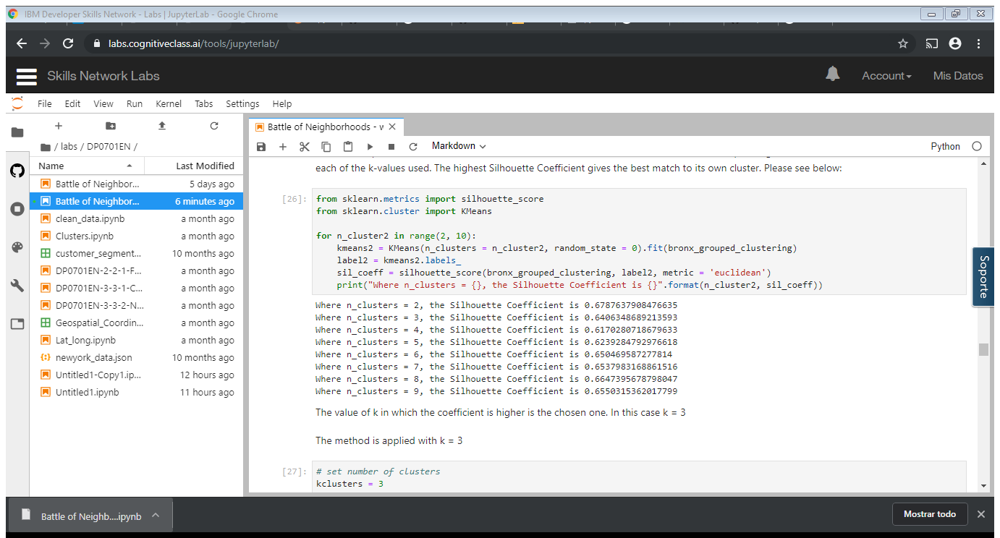 IBM Developer Skills Network - Labs | JupyterLab - Google Chrome
labs.cognitiveclass.ai/tools/jupyterlab/
Skills Network Labs
Account
Mis Datos
File Edit View Run Kernel Tabs Settings Help
/ labs / DP0701EN /
Name Last Modified
Battle of Neighbor... 5 days ago
Battle of Neighbor... 6 minutes ago
clean_data.ipynb a month ago
Clusters.ipynb a month ago
customer_segment... 10 months ago
DP0701EN-2-2-1-F... a month ago
DP0701EN-3-3-1-C... a month ago
DP0701EN-3-3-2-N... a month ago
Geospatial_Coordin... a month ago
Lat_long.ipynb a month ago
newyork_data.json 10 months ago
Untitled1-Copy1.ip... 12 hours ago
Untitled1.ipynb 11 hours ago
Battle of Neighborhoods - w
Markdown
Python
each of the k-values used. The highest Silhouette Coefficient gives the best match to its own cluster. Please see below:
[26]: from sklearn.metrics import silhouette_score
from sklearn.cluster import KMeans
for n_cluster2 in range(2, 10):
kmeans2 = KMeans(n_clusters = n_cluster2, random_state = 0).fit(bronx_grouped_clustering)
label2 = kmeans2.labels_
sil_coeff = silhouette_score(bronx_grouped_clustering, label2, metric = 'euclidean')
print("Where n_clusters = {}, the Silhouette Coefficient is {}".format(n_cluster2, sil_coeff))
Where n_clusters = 2, the Silhouette Coefficient is 0.6787637908476635
Where n_clusters = 3, the Silhouette Coefficient is 0.6406348689213593
Where n_clusters = 4, the Silhouette Coefficient is 0.6170280718679633
Where n_clusters = 5, the Silhouette Coefficient is 0.6239284792976618
Where n_clusters = 6, the Silhouette Coefficient is 0.650469587277814
Where n_clusters = 7, the Silhouette Coefficient is 0.6537983168861516
Where n_clusters = 8, the Silhouette Coefficient is 0.6647395678798047
Where n_clusters = 9, the Silhouette Coefficient is 0.6550315362017799
The value of k in which the coefficient is higher is the chosen one. In this case k = 3
The method is applied with k = 3
[27]: # set number of clusters
kclusters = 3
Soporte
Battle of Neighb....ipynb
Mostrar todo